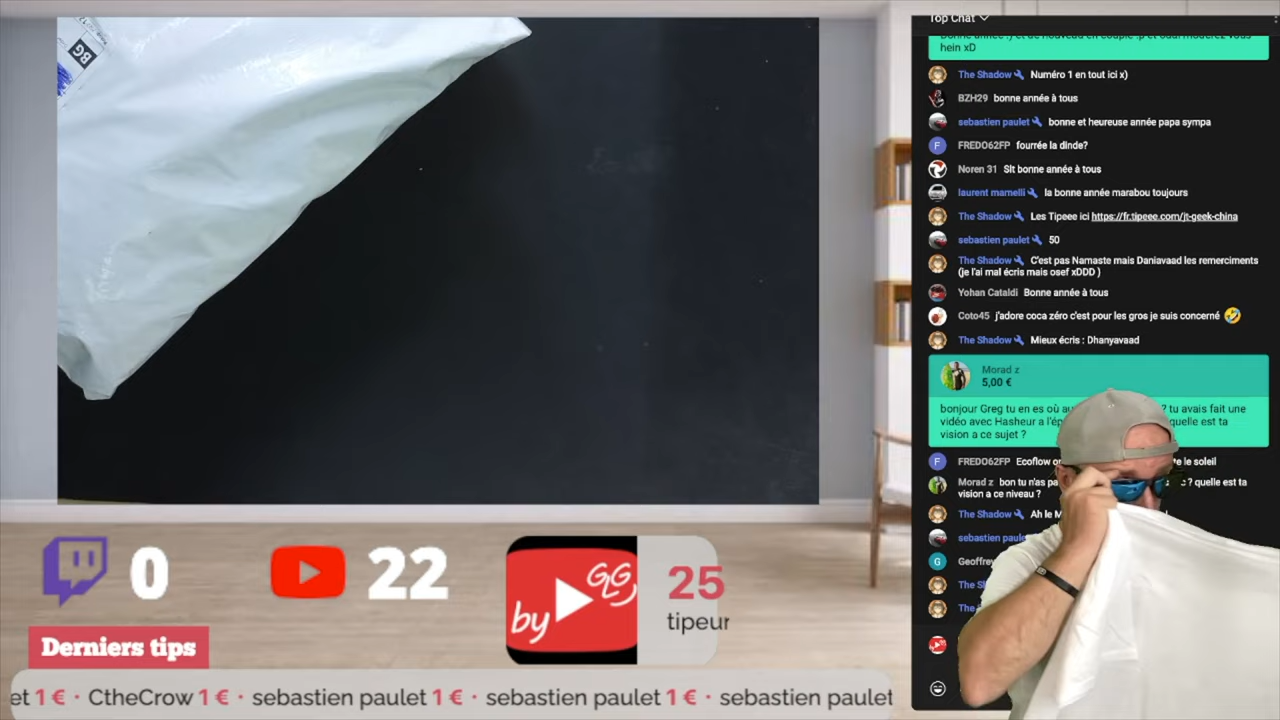 BG
Top Chat
Bonne année :) et de nouveau en couple :p et oddi modérez vous
hein xD
The Shadow Numéro 1 en tout ici x)
BZH29 bonne année à tous
sebastien paulet bonne et heureuse année papa sympa
F FREDO62FP fourrée la dinde?
Noren 31 Slt bonne année à tous
laurent mamelli la bonne année marabou toujours
The Shadow Les Tipeee ici https://fr.tipeee.com/jt-geek-china
sebastien paulet 50
The Shadow C'est pas Namaste mais Daniavaad les remerciments
(je l'ai mal écris mais osef xDDD )
Yohan Cataldi Bonne année à tous
Coto45 j'adore coca zéro c'est pour les gros je suis concerné
The Shadow Mieux écris : Dhanyavaad
Morad z
5,00 €
bonjour Greg tu en es où au ? tu avais fait une
vidéo avec Hasheur a l'ép quelle est ta
vision a ce sujet ?
F FREDO62FP Ecoflow te le soleil
Morad z bon tu n'as pa ? quelle est ta
vision a ce niveau ?
The Shadow Ah le M
sebastien paul
G Geoffrey
The S
The
0
22
by GLG
25
tipeur
Derniers tips
et 1 € · CtheCrow 1 € · sebastien paulet 1 € · sebastien paulet 1 € · sebastien paulet